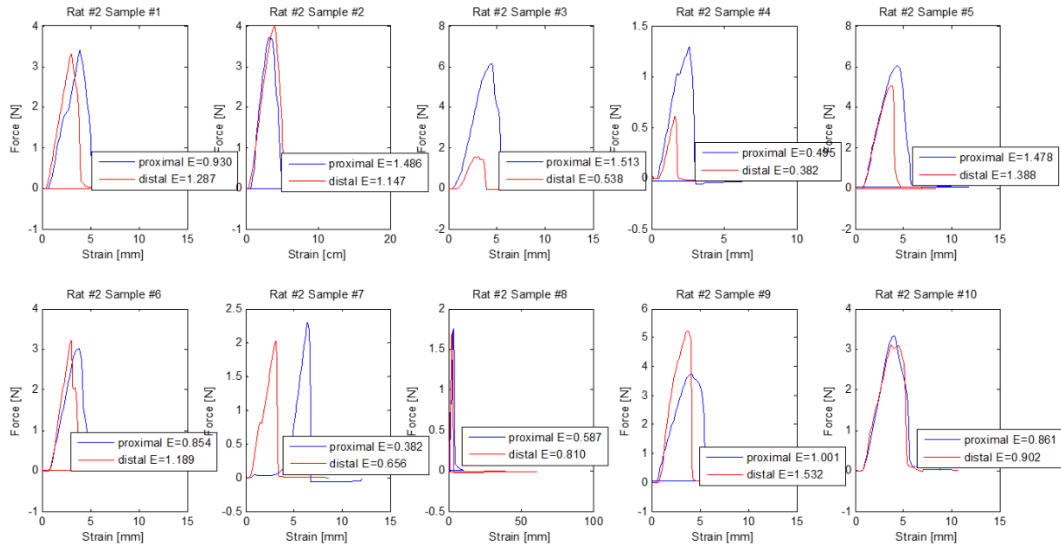 Rat #2 Sample #1
Rat #2 Sample #2
Rat #2 Sample #3
Rat #2 Sample #4
Rat #2 Sample #5
Force [N]
4
3
2
1
0
-1
0
5
10
15
Strain [mm]
proximal E=0.930
distal E=1.287
Force [N]
4
3
2
1
0
-1
0
5
10
15
20
Strain [cm]
proximal E=1.486
distal E=1.147
Force [N]
8
6
4
2
0
-2
0
5
10
15
Strain [mm]
proximal E=1.513
distal E=0.538
Force [N]
1.5
1
0.5
0
-0.5
0
5
10
Strain [mm]
proximal E=0.495
distal E=0.382
Force [N]
8
6
4
2
0
-2
0
5
10
15
Strain [mm]
proximal E=1.478
distal E=1.388
Rat #2 Sample #6
Rat #2 Sample #7
Rat #2 Sample #8
Rat #2 Sample #9
Rat #2 Sample #10
Force [N]
4
3
2
1
0
-1
0
5
10
15
Strain [mm]
proximal E=0.854
distal E=1.189
Force [N]
2.5
2
1.5
1
0.5
0
-0.5
0
5
10
15
Strain [mm]
proximal E=0.382
distal E=0.656
Force [N]
2
1.5
1
0.5
0
-0.5
0
50
100
Strain [mm]
proximal E=0.587
distal E=0.810
Force [N]
6
5
4
3
2
1
0
-1
0
5
10
15
Strain [mm]
proximal E=1.001
distal E=1.532
Force [N]
4
3
2
1
0
-1
0
5
10
15
Strain [mm]
proximal E=0.861
distal E=0.902